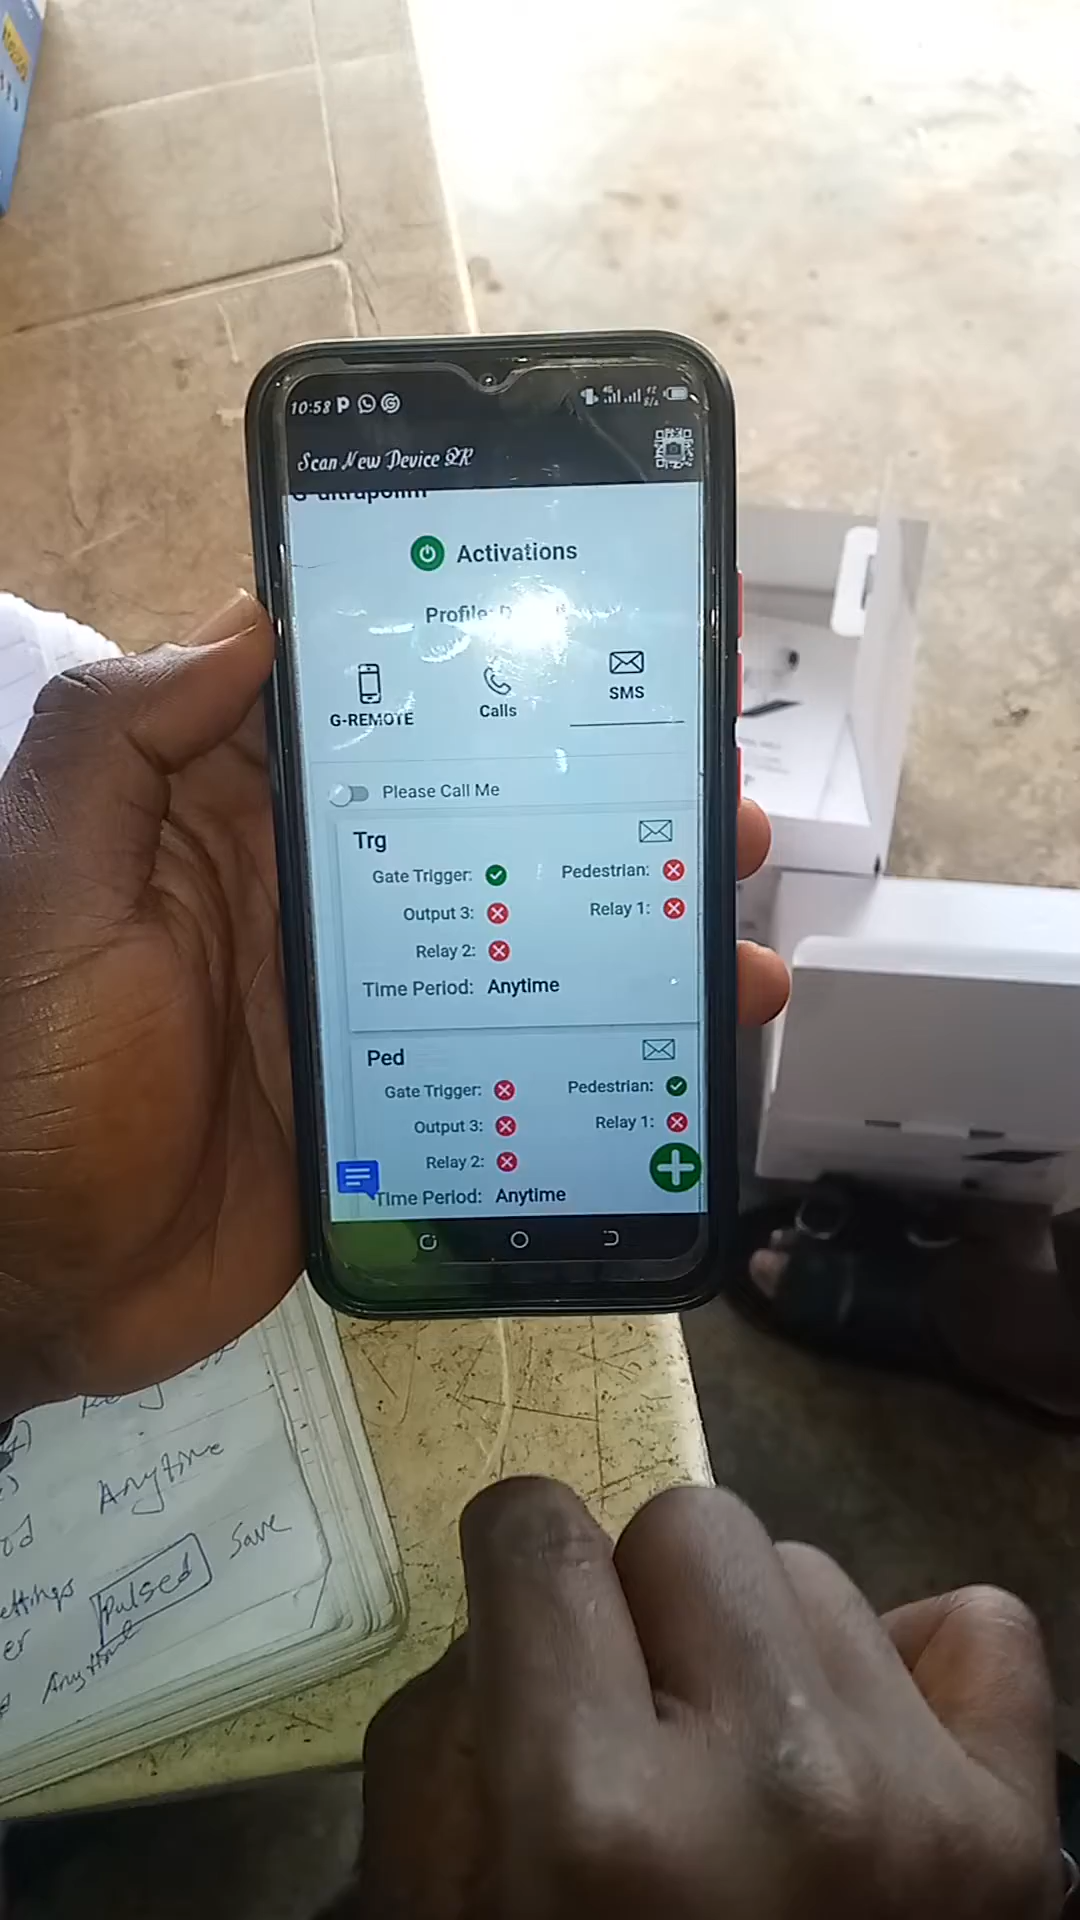 10:58
Scan New Device QR
Activations
Profile:
G-REMOTE
Calls
SMS
Please Call Me
Trg
Gate Trigger:
Pedestrian:
Output 3:
Relay 1:
Relay 2:
Time Period: Anytime
Ped
Gate Trigger:
Pedestrian:
Output 3:
Relay 1:
Relay 2:
Time Period: Anytime
Anytime
Pulsed Save
Anytime